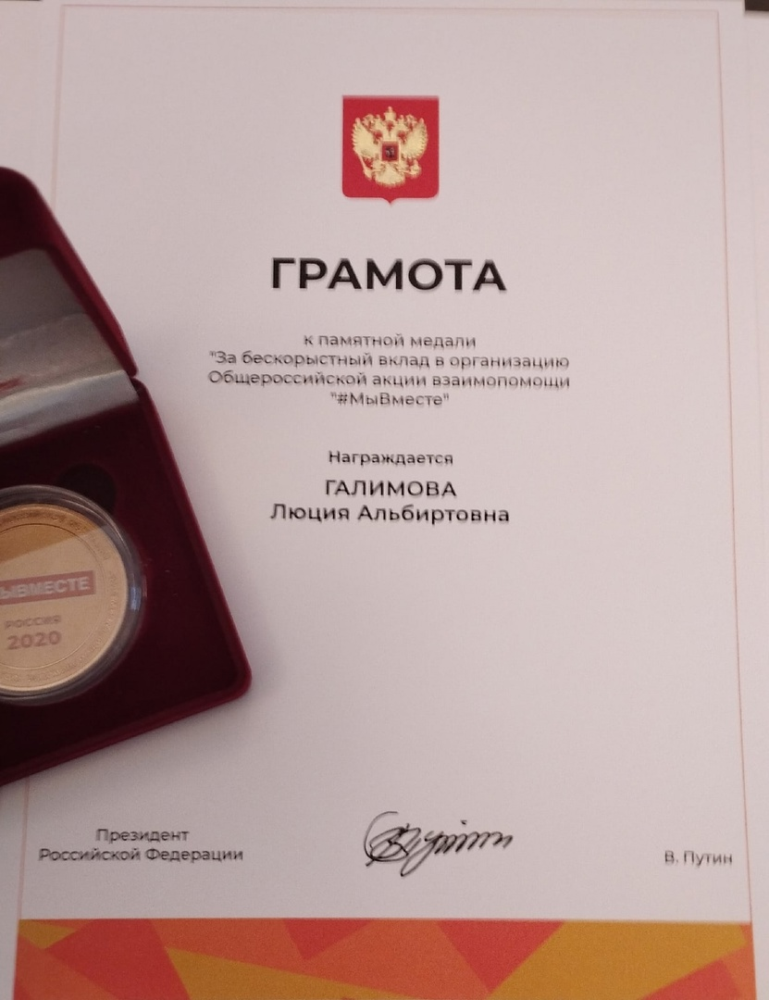 ГРАМОТА
к памятной медали
"За бескорыстный вклад в организацию
Общероссийской акции взаимопомощи
"#МыВместе"
Награждается
ГАЛИМОВА
Люция Альбиртовна
ЫВМЕСТЕ
РОССИЯ
2020
Президент
Российской Федерации
В. Путин